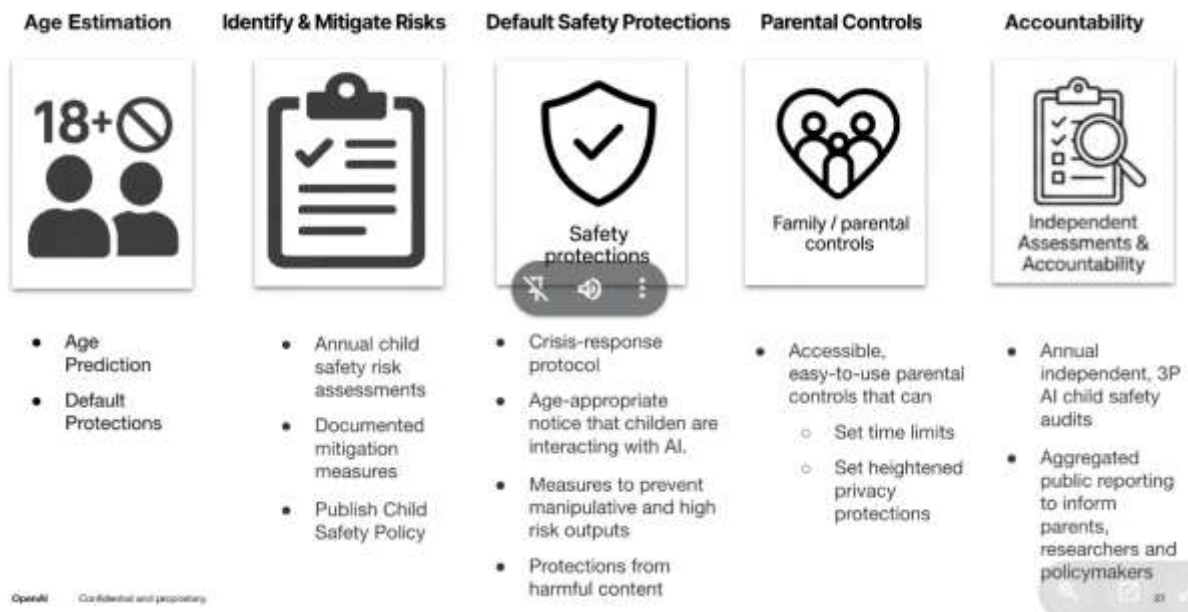 Age Estimation
Identify & Mitigate Risks
Default Safety Protections
Parental Controls
Accountability
18+
Safety
protections
Family / parental
controls
Independent
Assessments &
Accountability
Age
Prediction
Default
Protections
Annual child
safety risk
assessments
Documented
mitigation
measures
Publish Child
Safety Policy
Crisis-response
protocol
Age-appropriate
notice that childen are
interacting with AI.
Measures to prevent
manipulative and high
risk outputs
Protections from
harmful content
Accessible,
easy-to-use parental
controls that can
Set time limits
Set heightened
privacy
protections
Annual
independent, 3P
AI child safety
audits
Aggregated
public reporting
to inform
parents,
researchers and
policymakers
OpenAI
Confidential and proprietary